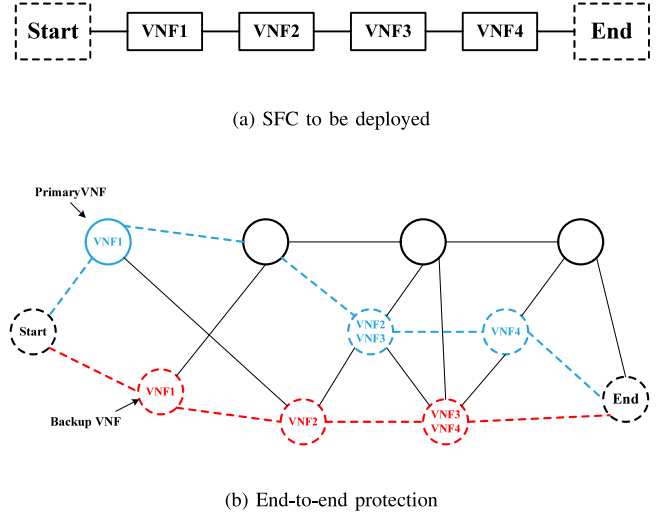 Start VNF1 VNF2 VNF3 VNF4 End
(a) SFC to be deployed
PrimaryVNF
VNF1
Start
VNF2
VNF3
VNF4
VNF1
End
Backup VNF
VNF2
VNF3
VNF4
(b) End-to-end protection